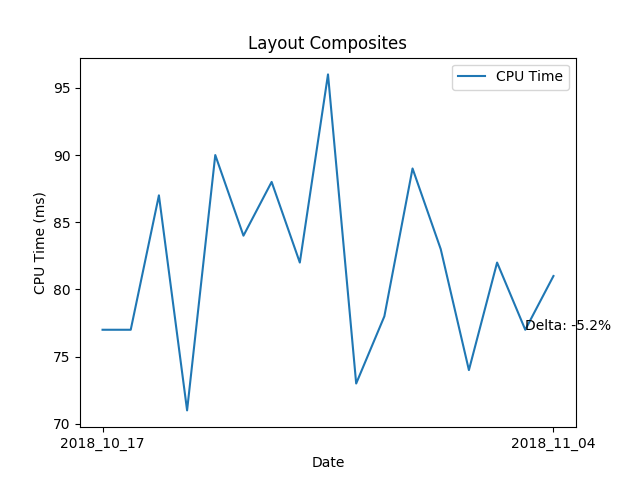 Layout Composites
CPU Time
95
90
85
80
75
70
CPU Time (ms)
Delta: -5.2%
2018_10_17
2018_11_04
Date